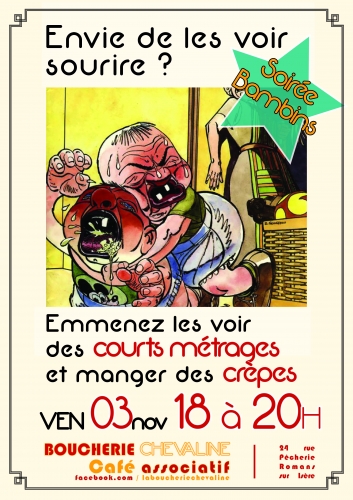 Envie de les voir
sourire ?
Soirée
Bambins
Emmenez les voir
des courts métrages
et manger des crêpes
VEN 03nov 18 à 20H
BOUCHERIE CHEVALINE
Café associatif
facebook.com / laboucheriechevaline
24 rue
Pêcherie
Romans
sur Isère